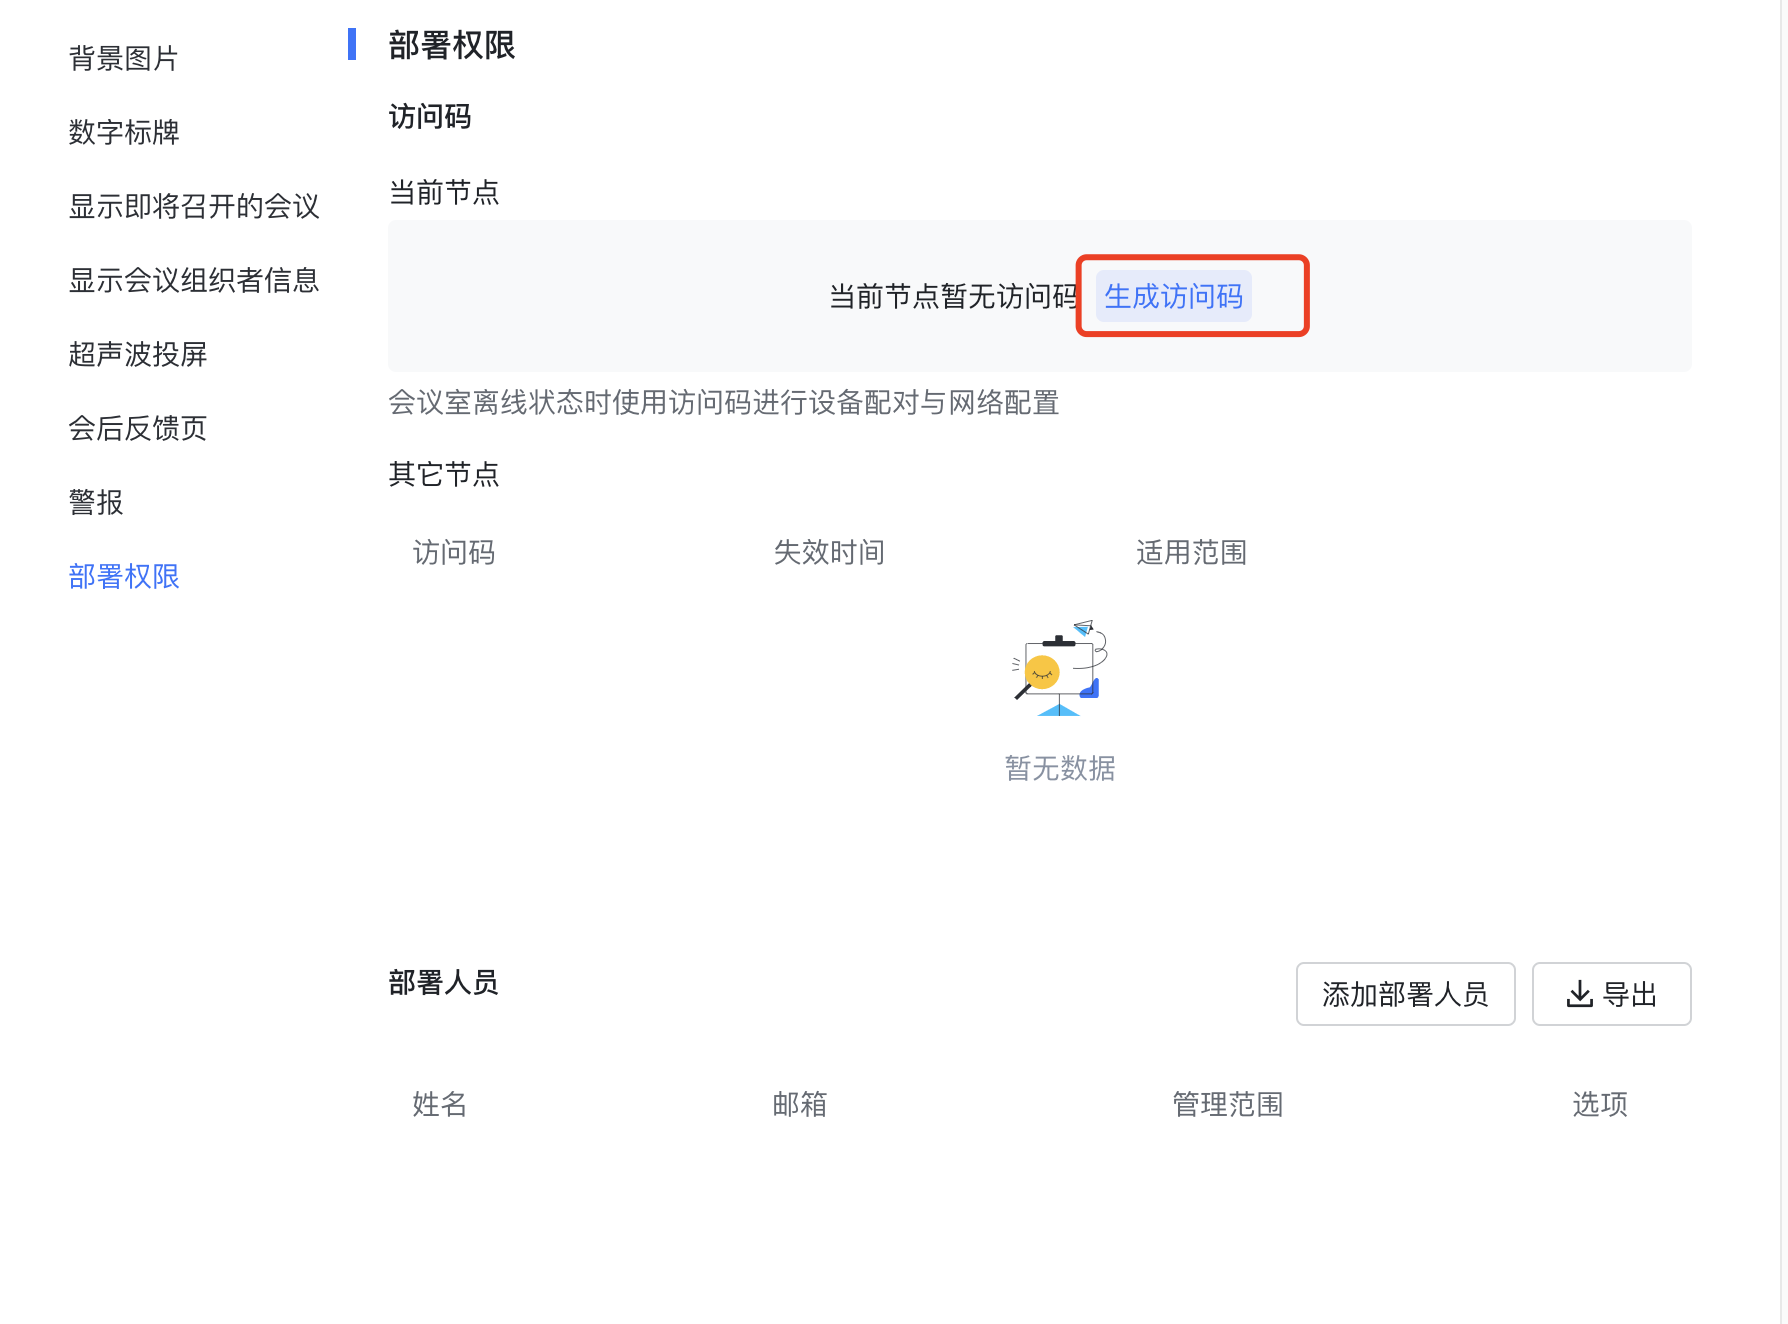 背景图片
数字标牌
显示即将召开的会议
显示会议组织者信息
超声波投屏
会后反馈页
警报
部署权限
部署权限
访问码
当前节点
当前节点暂无访问码 生成访问码
会议室离线状态时使用访问码进行设备配对与网络配置
其它节点
访问码 失效时间 适用范围
暂无数据
部署人员 添加部署人员 导出
姓名 邮箱 管理范围 选项